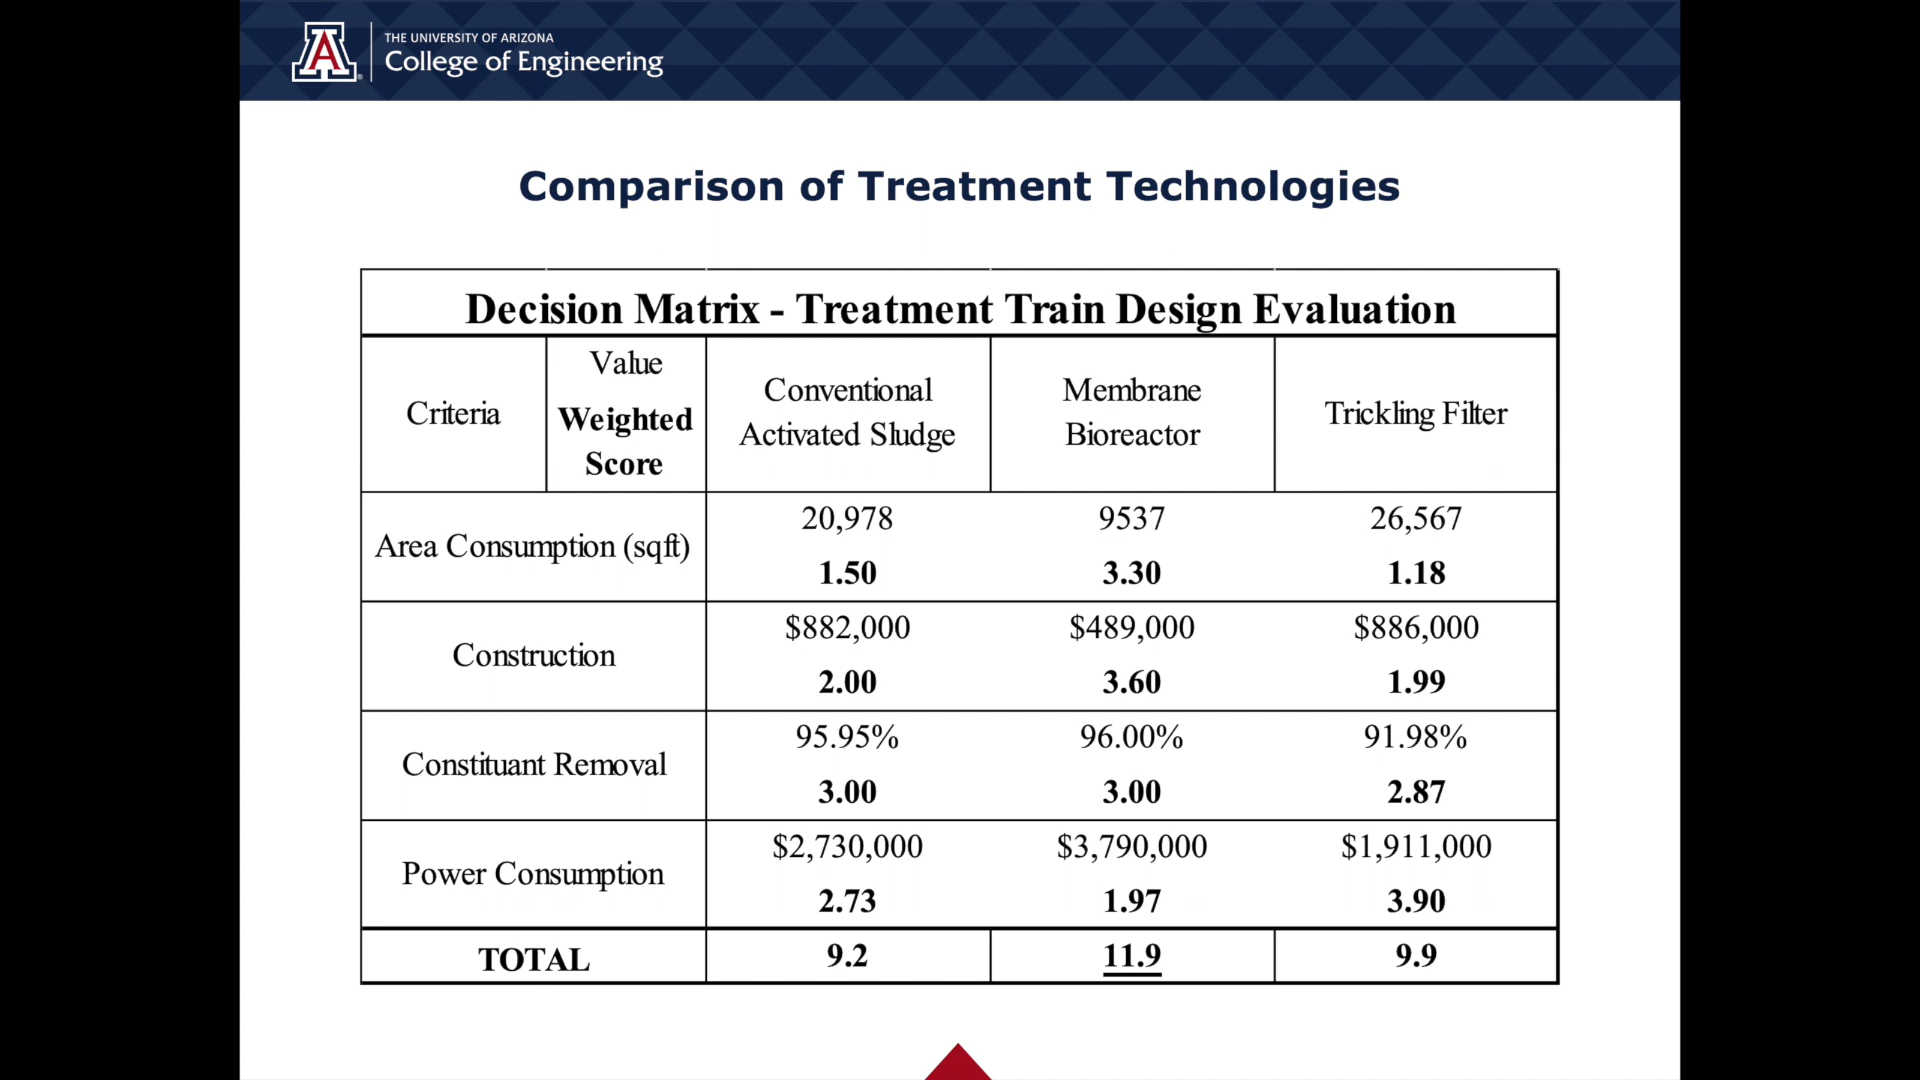 THE UNIVERSITY OF ARIZONA
College of Engineering
Comparison of Treatment Technologies
Decision Matrix - Treatment Train Design Evaluation
Criteria
Value
Weighted
Score
Conventional
Activated Sludge
Membrane
Bioreactor
Trickling Filter
Area Consumption (sqft)
20,978 9537 26,567
1.50 3.30 1.18
Construction
$882,000 $489,000 $886,000
2.00 3.60 1.99
Constituant Removal
95.95% 96.00% 91.98%
3.00 3.00 2.87
Power Consumption
$2,730,000 $3,790,000 $1,911,000
2.73 1.97 3.90
TOTAL 9.2 11.9 9.9